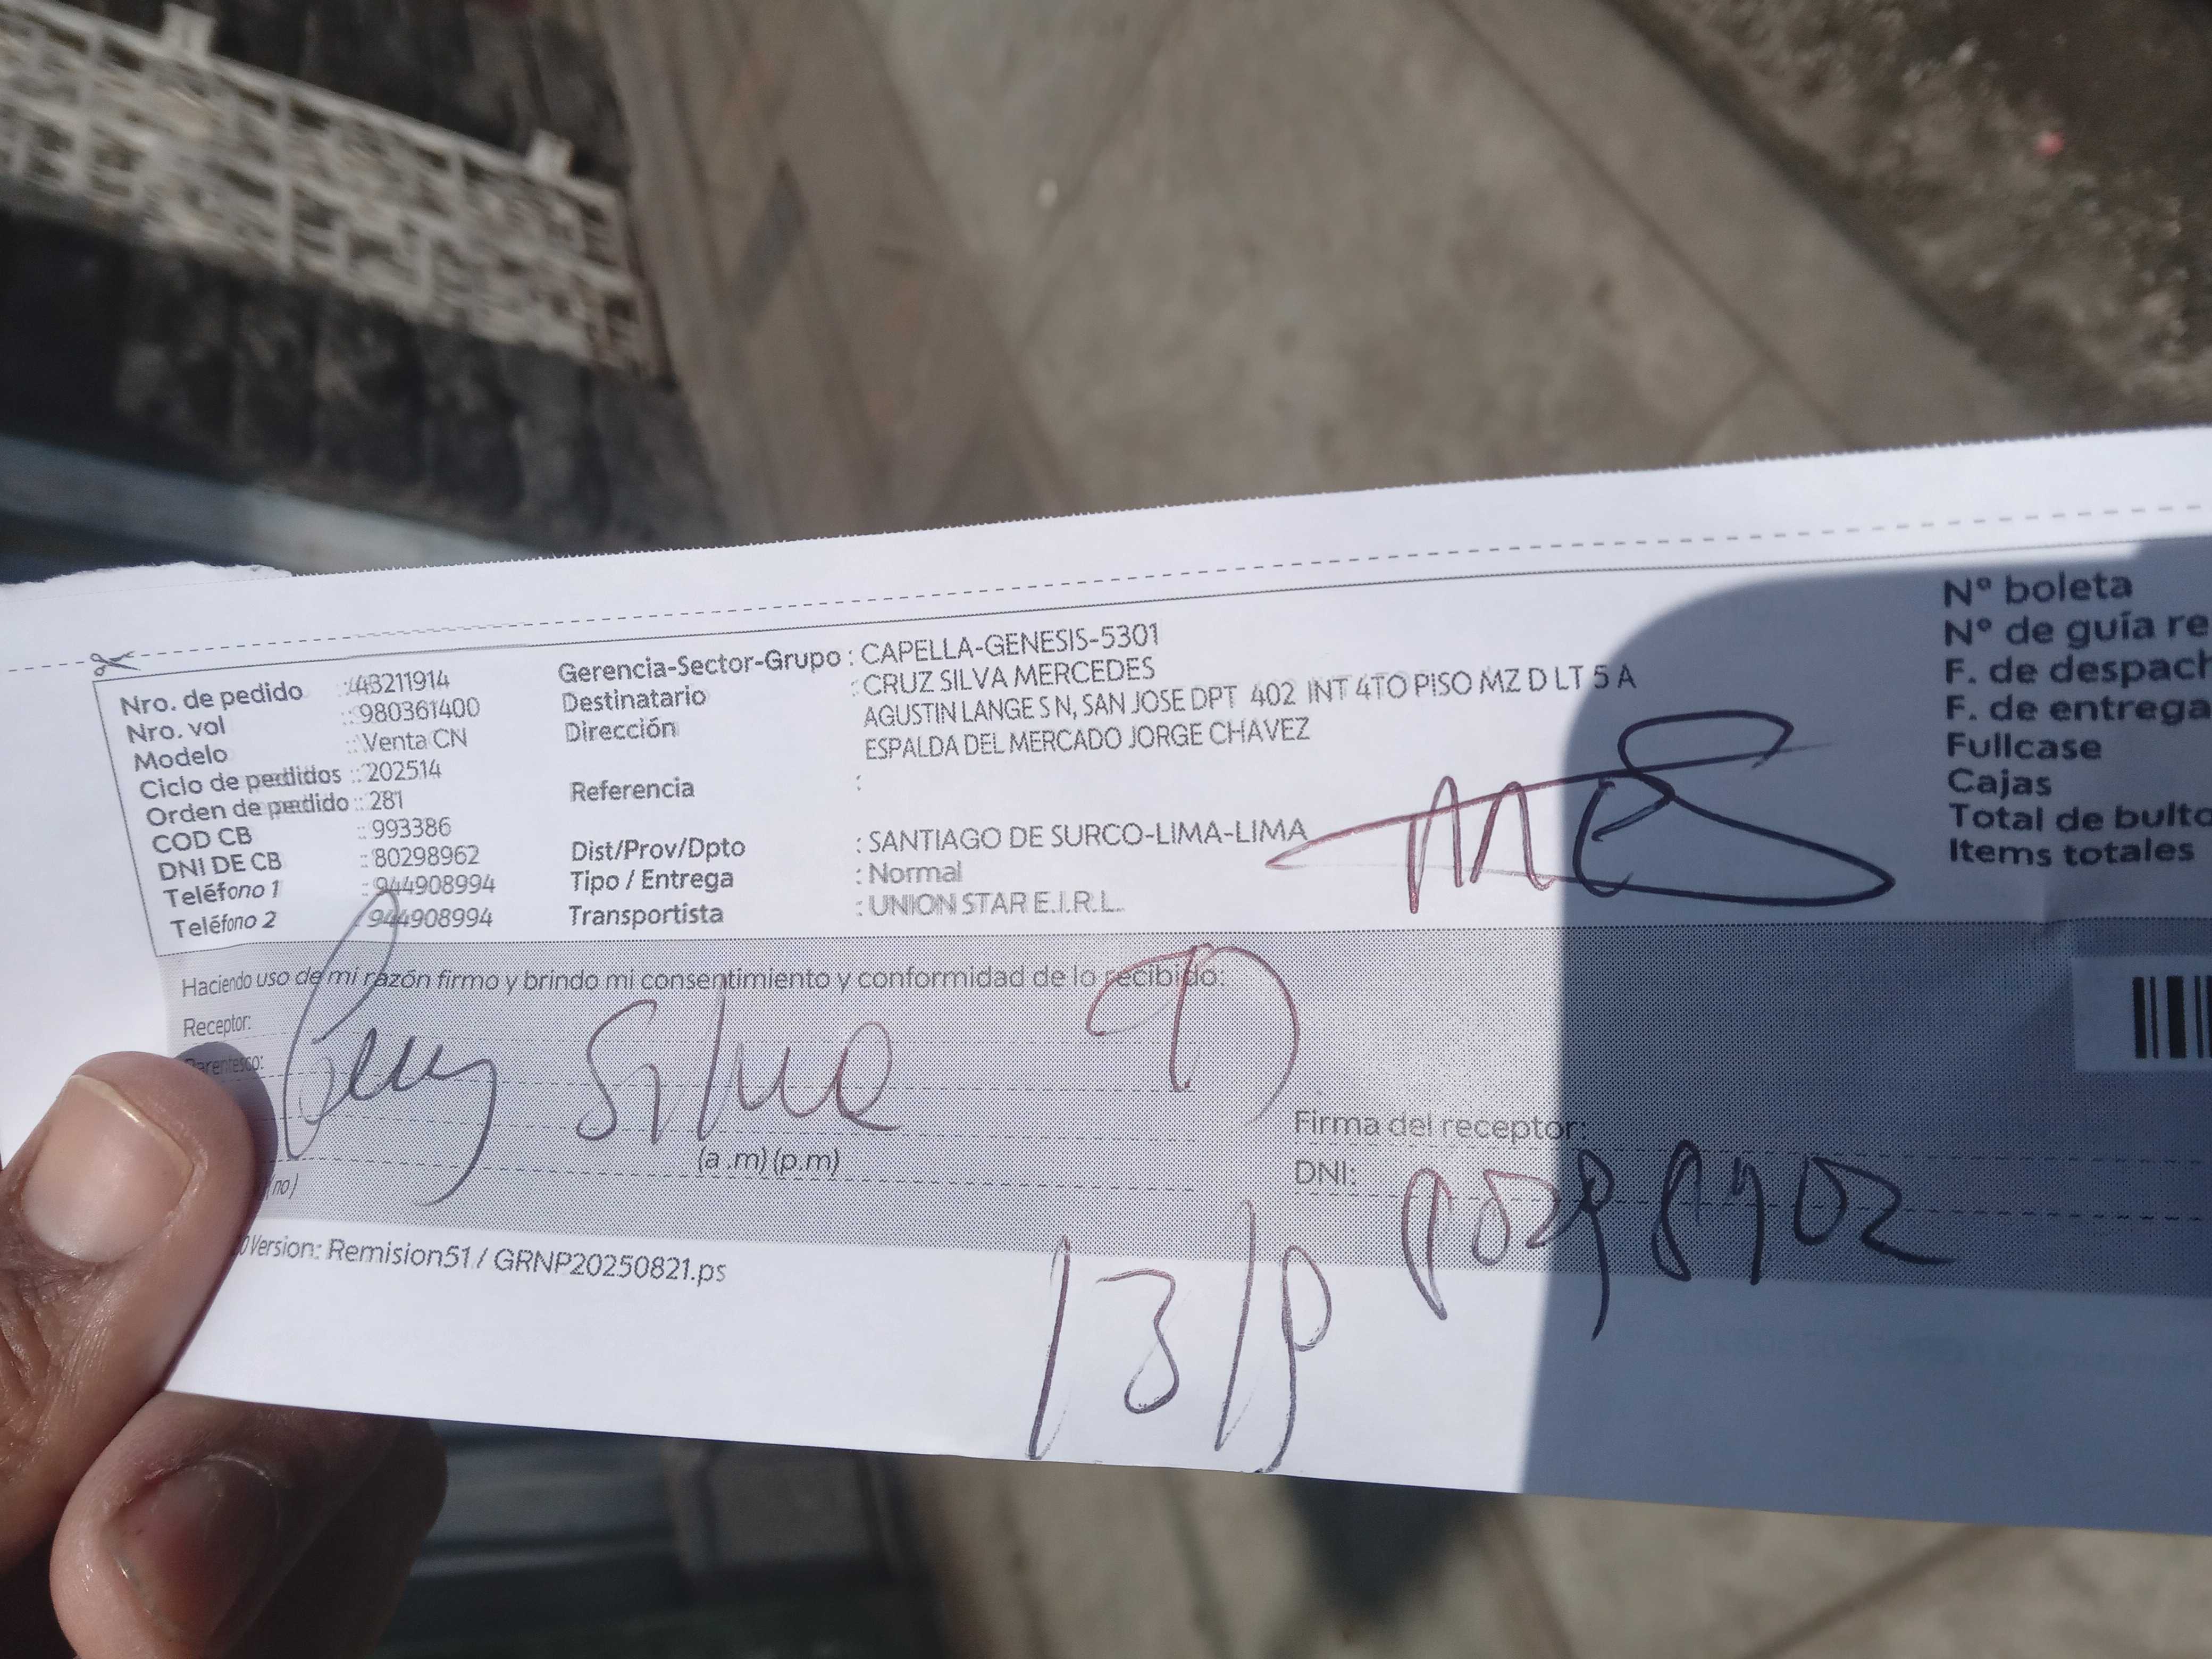 Nro. de pedido : 43211914
Nro. vol : 980361400
Modelo : Venta CN
Ciclo de pedidos : 202514
Orden de pedido : 281
COD CB : 993386
DNI DE CB : 80298962
Teléfono 1 : 944908994
Teléfono 2 944908994
Gerencia-Sector-Grupo : CAPELLA-GENESIS-5301
Destinatario : CRUZ SILVA MERCEDES
Dirección AGUSTIN LANGE S N, SAN JOSE DPT 402 INT 4TO PISO MZ D LT 5 A
ESPALDA DEL MERCADO JORGE CHAVEZ
Referencia :
Dist/Prov/Dpto : SANTIAGO DE SURCO-LIMA-LIMA
Tipo / Entrega : Normal
Transportista : UNION STAR E.I.R.L.
Nº boleta
Nº de guía re
F. de despach
F. de entrega
Fullcase
Cajas
Total de bulto
Items totales
Haciendo uso de mi razón firmo y brindo mi consentimiento y conformidad de lo recibido:
Receptor:
Parentesco:
Silva
(a .m) (p.m)
no )
Firma del receptor:
DNI:
Version: Remision51 / GRNP20250821.ps